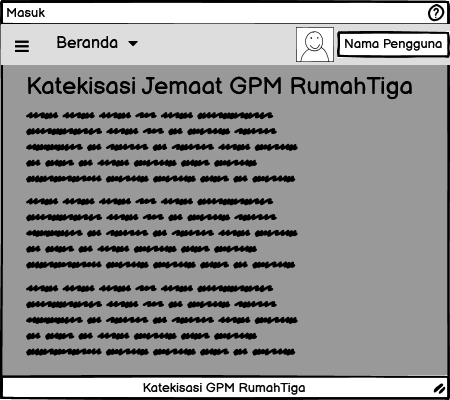 Masuk
Beranda
Nama Pengguna
Katekisasi Jemaat GPM RumahTiga
Katekisasi GPM RumahTiga